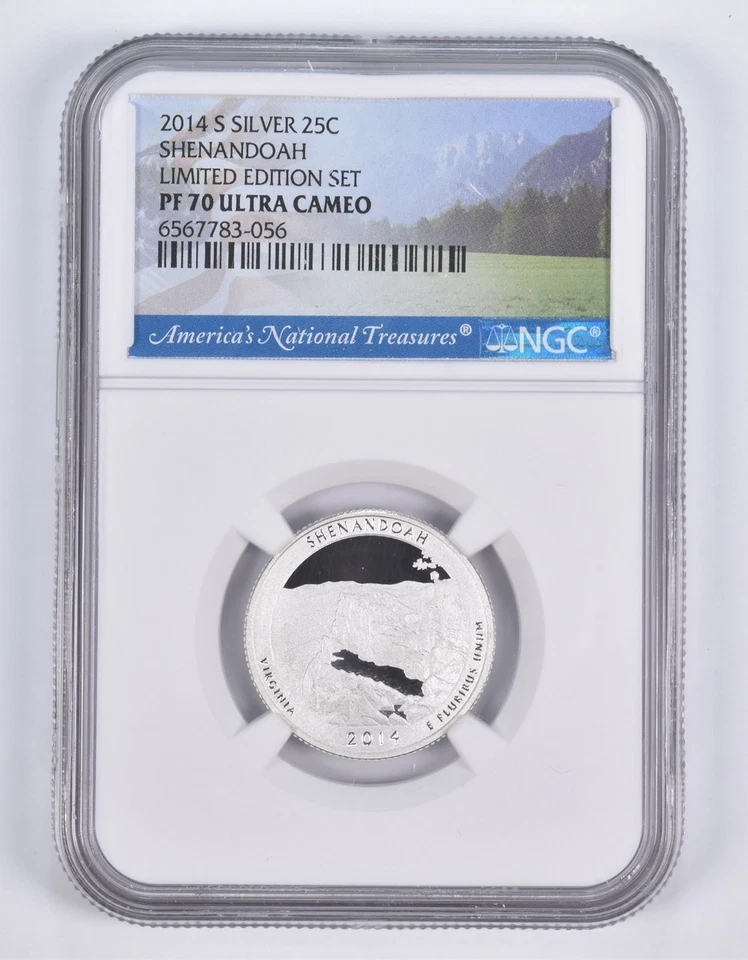 2014 S SILVER 25C
SHENANDOAH
LIMITED EDITION SET
PF 70 ULTRA CAMEO
6567783-056
America's National Treasures® NGC®
SHENANDOAH
VIRGINIA
2014
E PLURIBUS UNUM